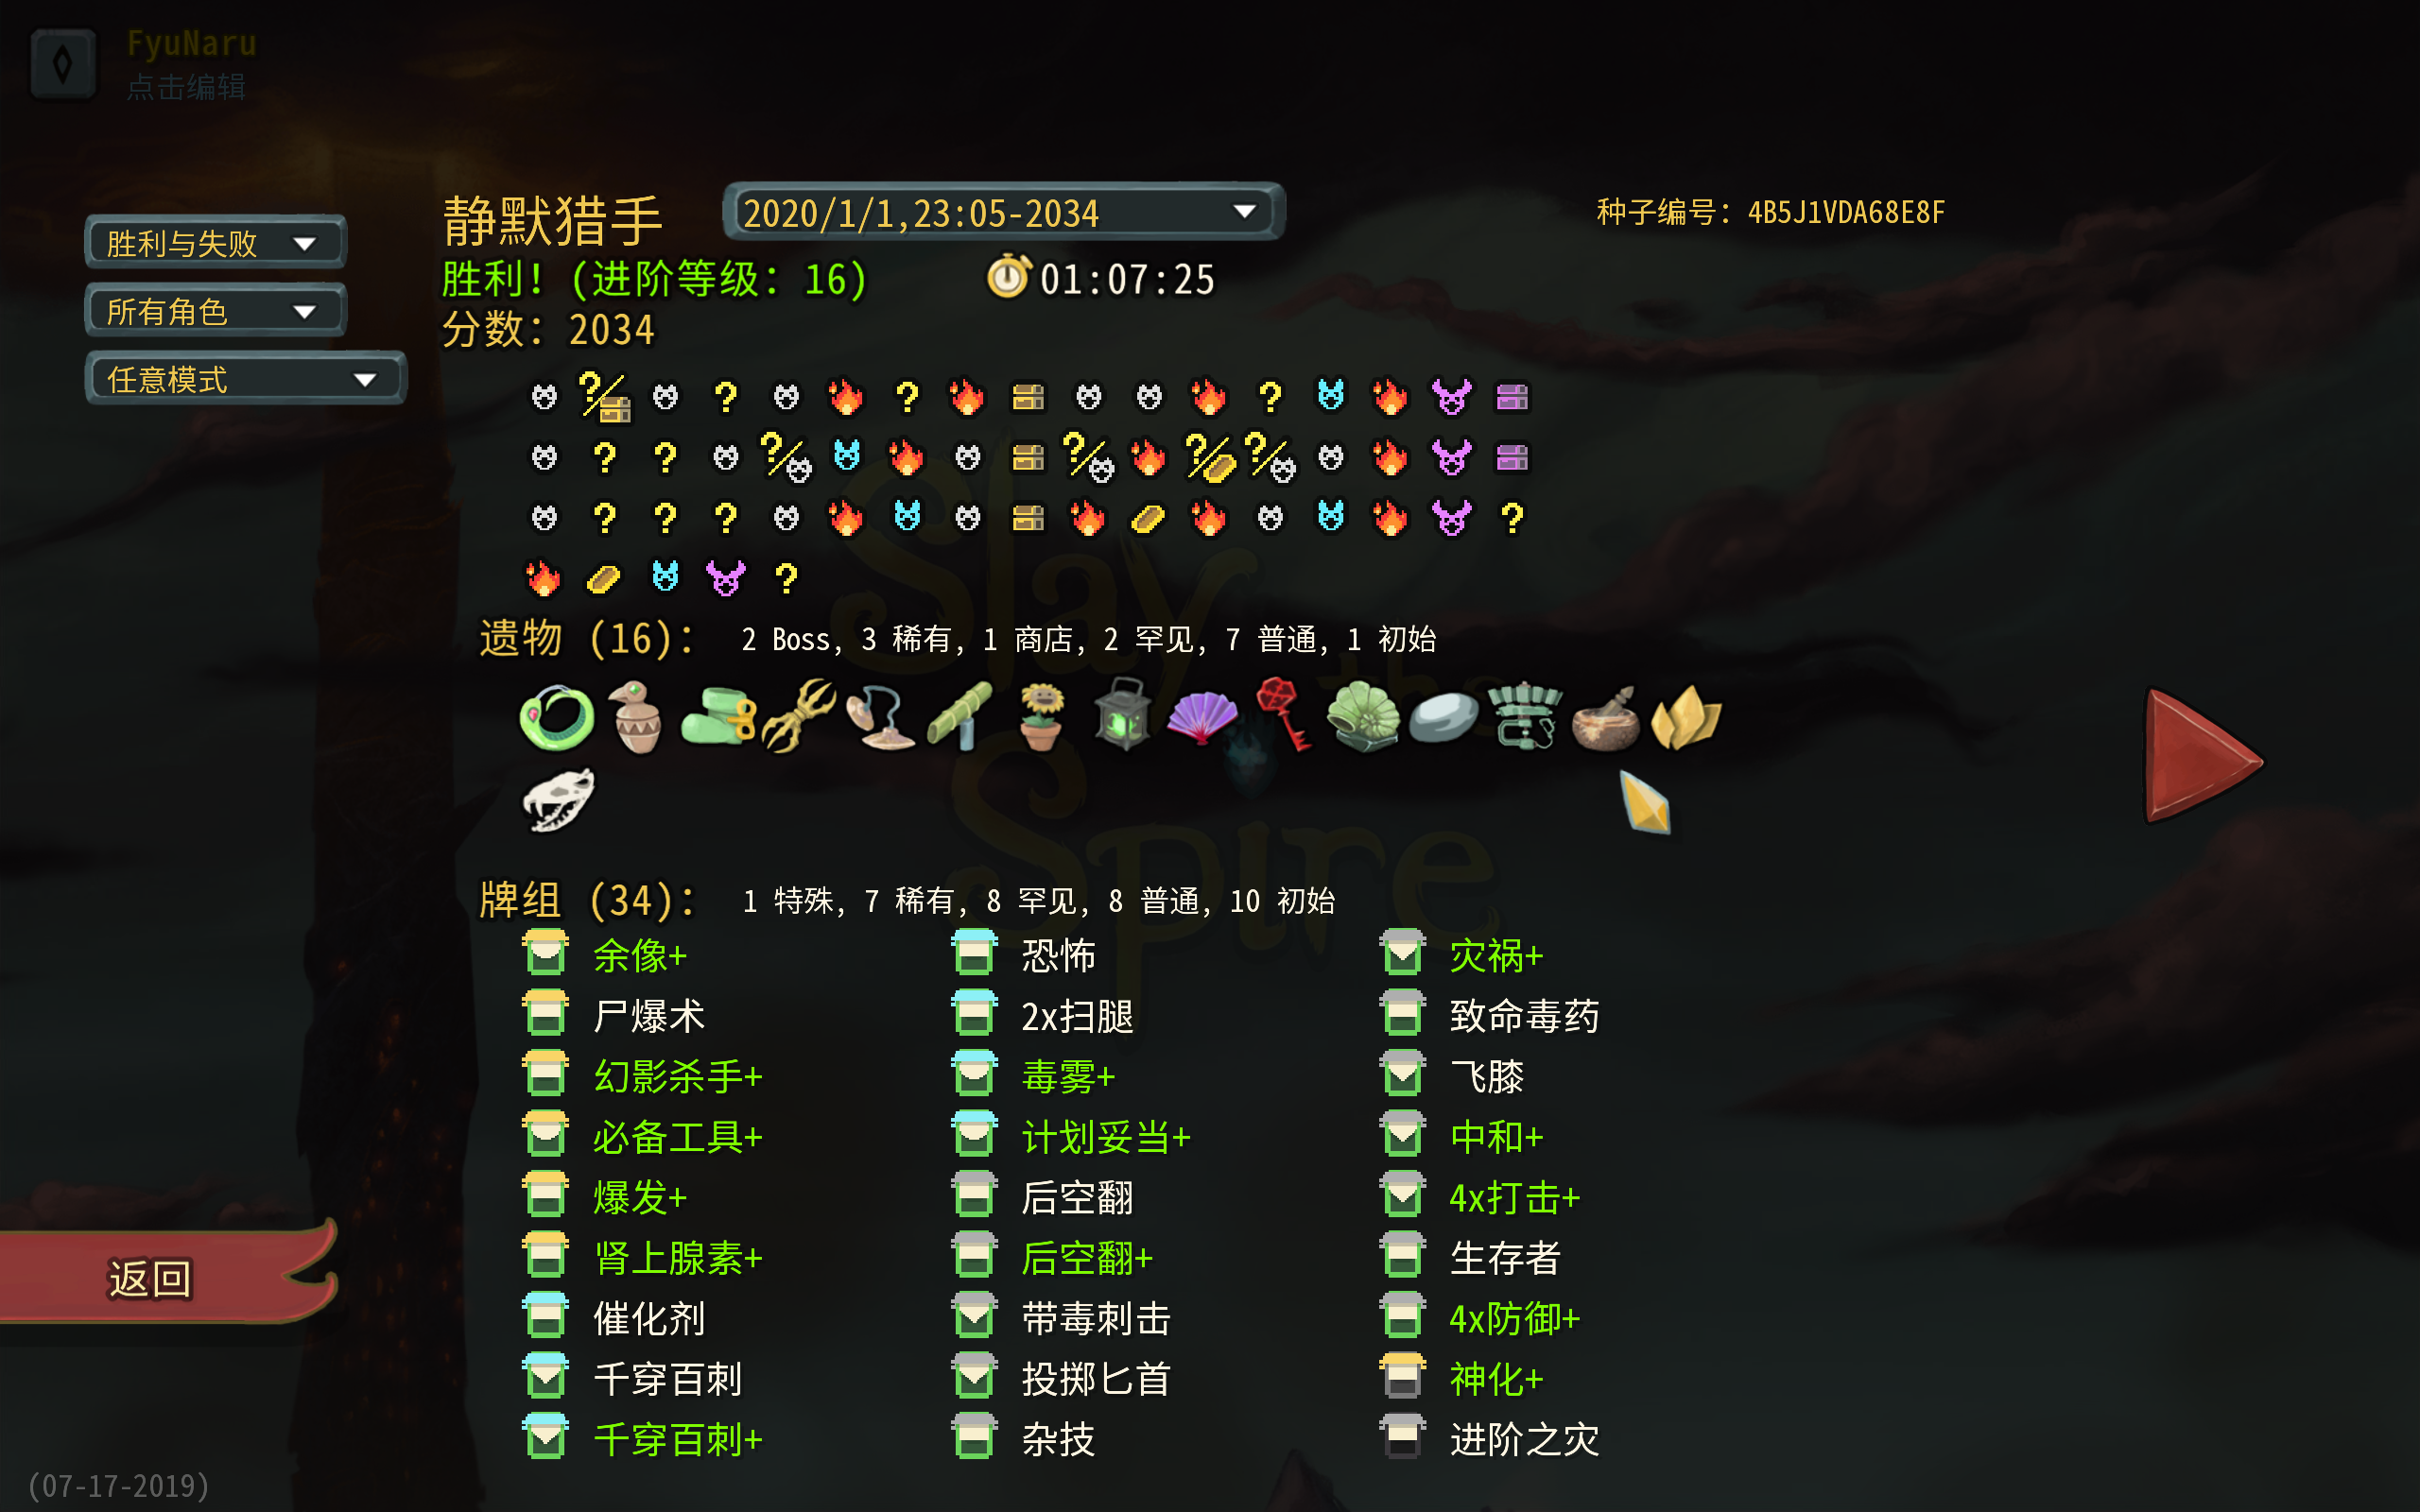 FyuNaru
点击编辑
静默猎手
2020/1/1,23:05-2034
种子编号: 4B5J1VDA68E8F
胜利与失败
胜利! (进阶等级: 16)
01:07:25
所有角色
分数: 2034
任意模式
Slay the Spire
遗物 (16):
2 Boss, 3 稀有, 1 商店, 2 罕见, 7 普通, 1 初始
牌组 (34):
1 特殊, 7 稀有, 8 罕见, 8 普通, 10 初始
余像+
恐怖
灾祸+
尸爆术
2x扫腿
致命毒药
幻影杀手+
毒雾+
飞膝
必备工具+
计划妥当+
中和+
爆发+
后空翻
4x打击+
肾上腺素+
后空翻+
生存者
催化剂
带毒刺击
4x防御+
千穿百刺
投掷匕首
神化+
千穿百刺+
杂技
进阶之灾
返回
(07-17-2019)